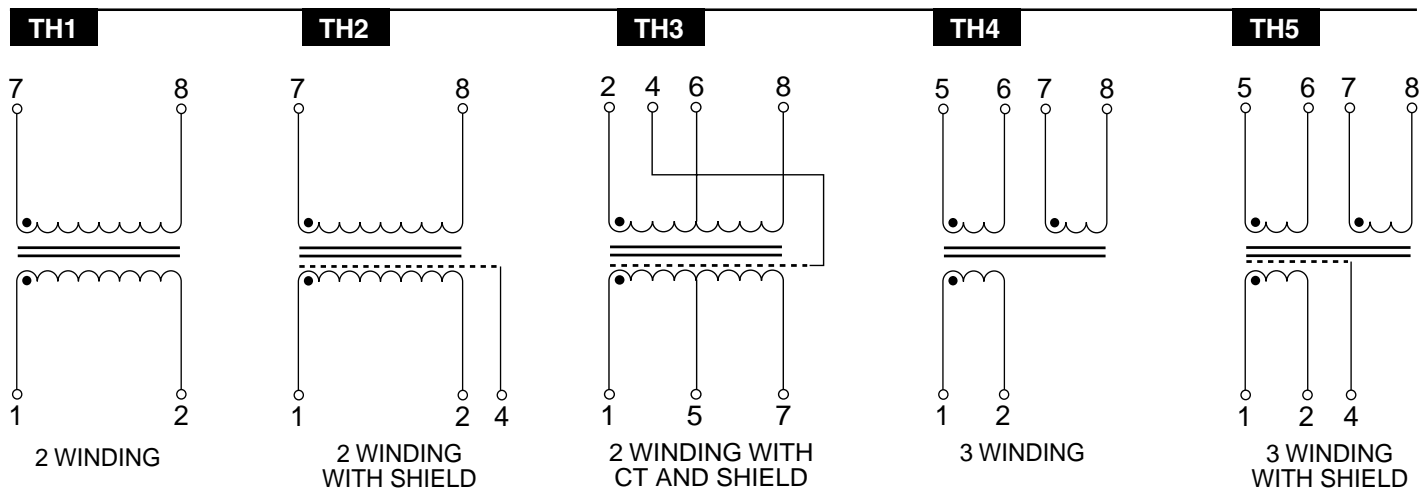 TH1 TH2 TH3 TH4 TH5
7 8 7 8 2 4 6 8 5 6 7 8 5 6 7 8
1 2 1 2 4 1 5 7 1 2 1 2 4
2 WINDING
2 WINDING
WITH SHIELD
2 WINDING WITH
CT AND SHIELD
3 WINDING
3 WINDING
WITH SHIELD